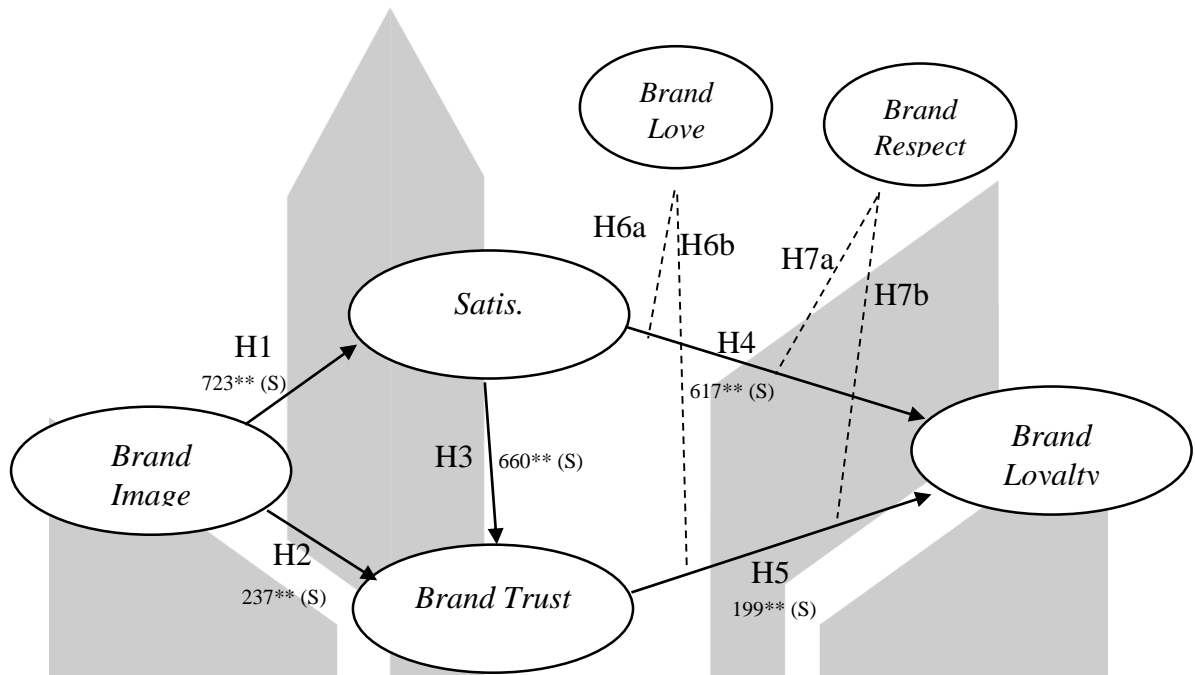 Brand
Love
Brand
Respect
H6a
H6b
H7a
H7b
Satis.
H1
723** (S)
H4
617** (S)
Brand
Image
H3
660** (S)
Brand
Loyalty
H2
237** (S)
Brand Trust
H5
199** (S)